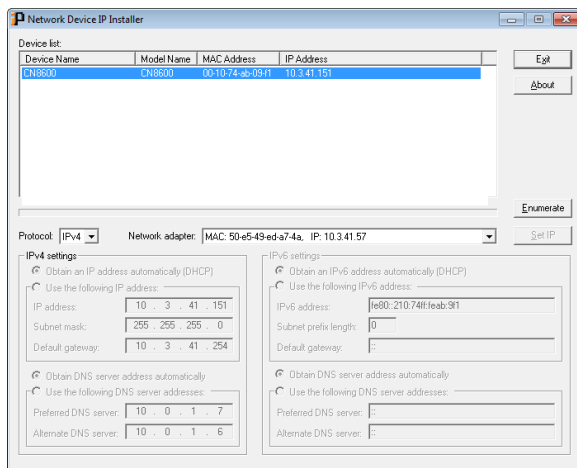 Network Device IP Installer
Device list:
Device Name Model Name MAC Address IP Address
CN8600 CN8600 00-10-74-ab-09-f1 10.3.41.151
Exit
About
Enumerate
Protocol: IPv4 Network adapter: MAC: 50-e5-49-ed-a7-4a, IP: 10.3.41.57 Set IP
IPv4 settings
Obtain an IP address automatically (DHCP)
Use the following IP address:
IP address: 10 . 3 . 41 . 151
Subnet mask: 255 . 255 . 255 . 0
Default gateway: 10 . 3 . 41 . 254
Obtain DNS server address automatically
Use the following DNS server addresses:
Preferred DNS server: 10 . 0 . 1 . 7
Alternate DNS server: 10 . 0 . 1 . 6
IPv6 settings
Obtain an IPv6 address automatically (DHCP)
Use the following IPv6 address:
IPv6 address: fe80::210:74ff:feab:9f1
Subnet prefix length: 0
Default gateway: ::
Obtain DNS server address automatically
Use the following DNS server addresses:
Preferred DNS server: ::
Alternate DNS server: ::